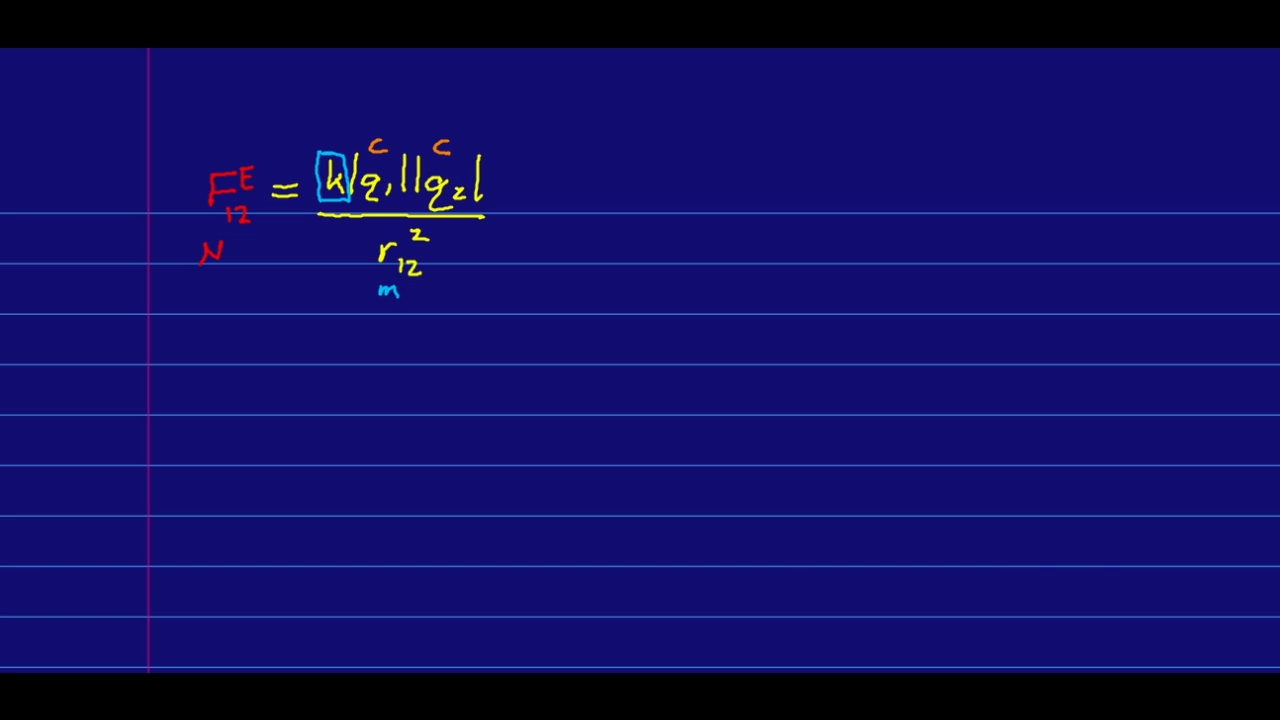 C C
F₁₂ᴱ = k|q₁||q₂|
r₁₂²
N m